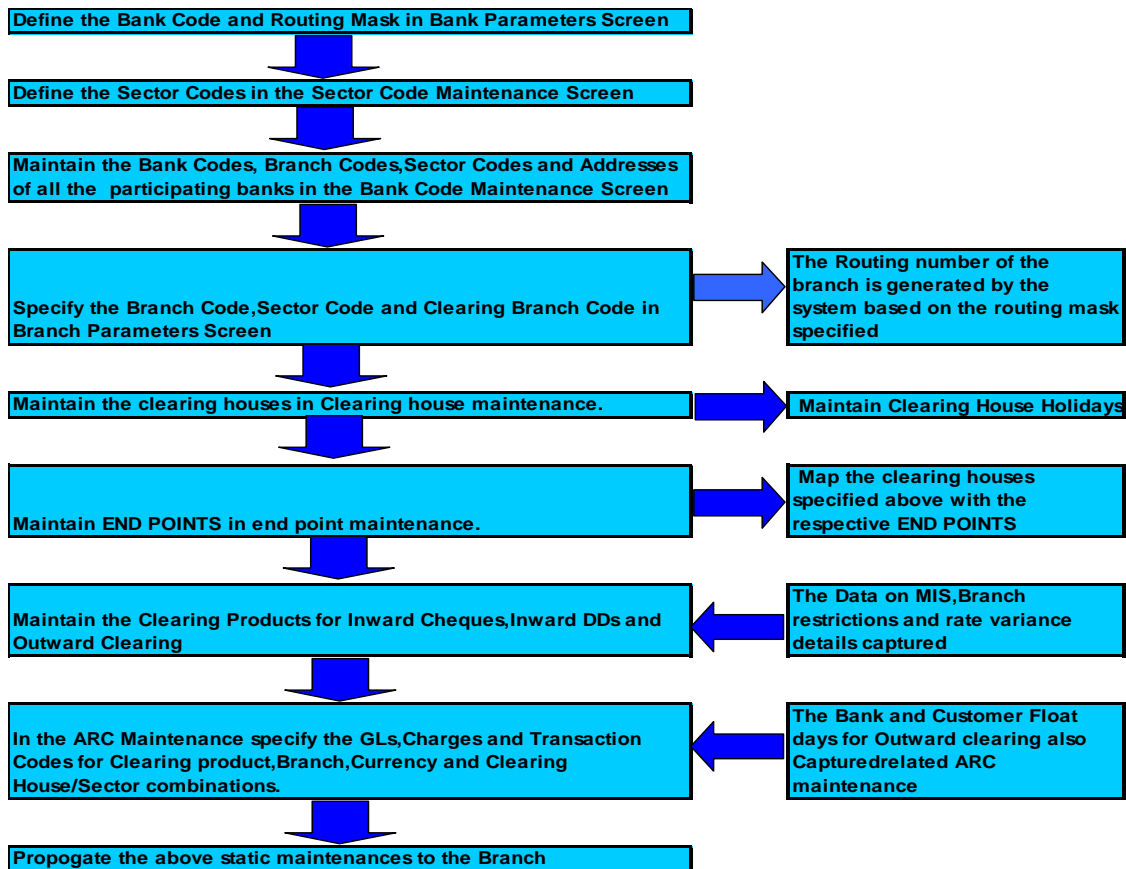 Define the Bank Code and Routing Mask in Bank Parameters Screen
Define the Sector Codes in the Sector Code Maintenance Screen
Maintain the Bank Codes, Branch Codes,Sector Codes and Addresses
of all the participating banks in the Bank Code Maintenance Screen
Specify the Branch Code,Sector Code and Clearing Branch Code in
Branch Parameters Screen
The Routing number of the
branch is generated by the
system based on the routing mask
specified
Maintain the clearing houses in Clearing house maintenance.
Maintain Clearing House Holidays
Maintain END POINTS in end point maintenance.
Map the clearing houses
specified above with the
respective END POINTS
Maintain the Clearing Products for Inward Cheques,Inward DDs and
Outward Clearing
The Data on MIS,Branch
restrictions and rate variance
details captured
In the ARC Maintenance specify the GLs,Charges and Transaction
Codes for Clearing product,Branch,Currency and Clearing
House/Sector combinations.
The Bank and Customer Float
days for Outward clearing also
Capturedrelated ARC
maintenance
Propogate the above static maintenances to the Branch